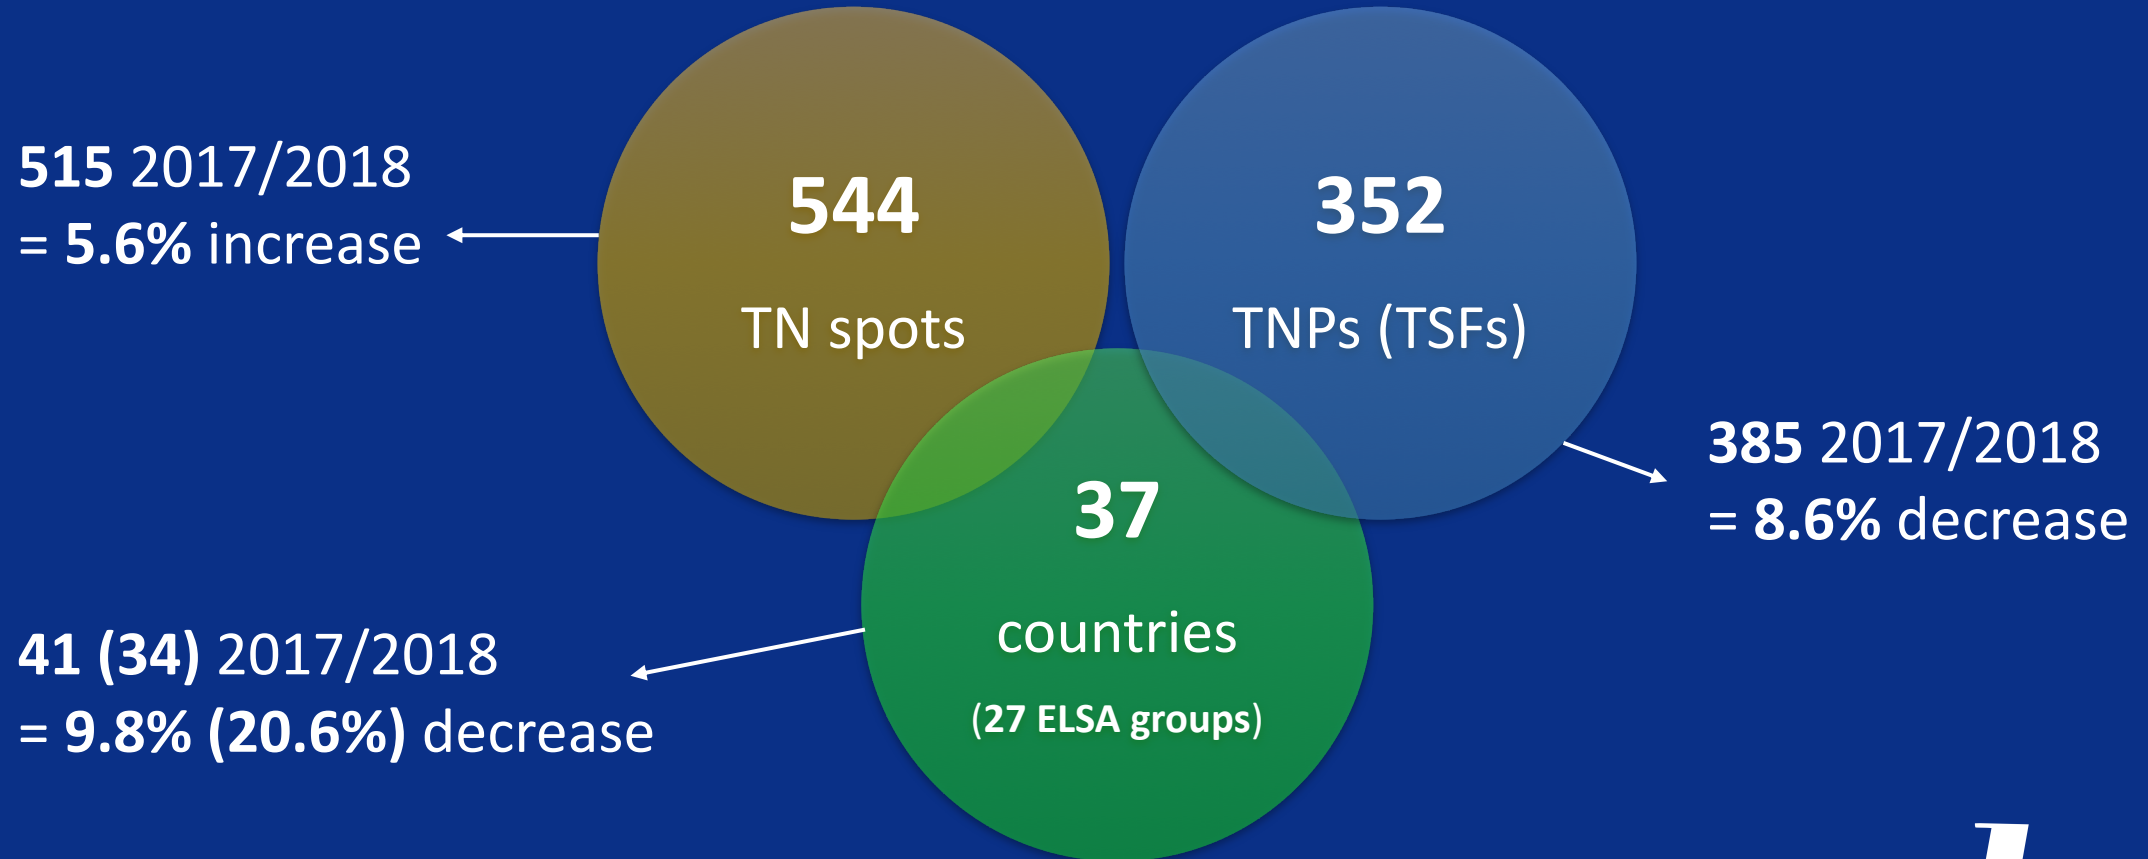 515 2017/2018
= 5.6% increase
544
TN spots
352
TNPs (TSFs)
385 2017/2018
= 8.6% decrease
37
countries
(27 ELSA groups)
41 (34) 2017/2018
= 9.8% (20.6%) decrease